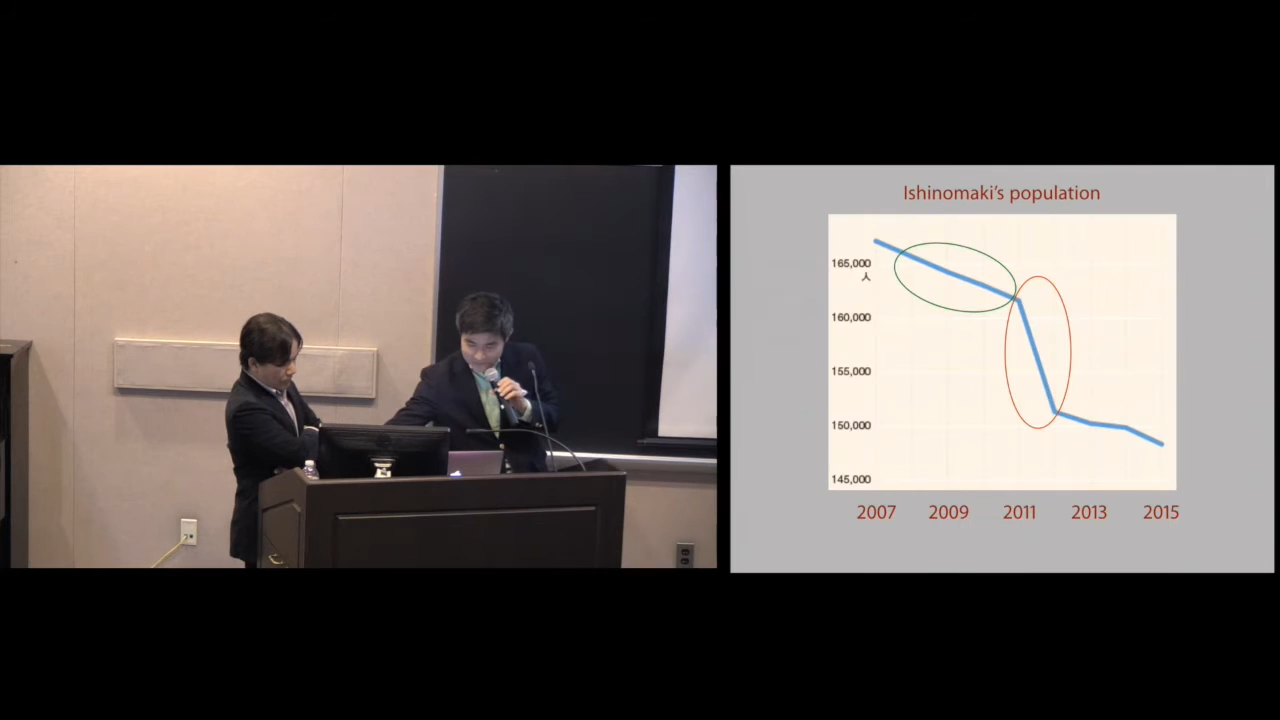 Ishinomaki's population
165,000
人
160,000
155,000
150,000
145,000
2007 2009 2011 2013 2015